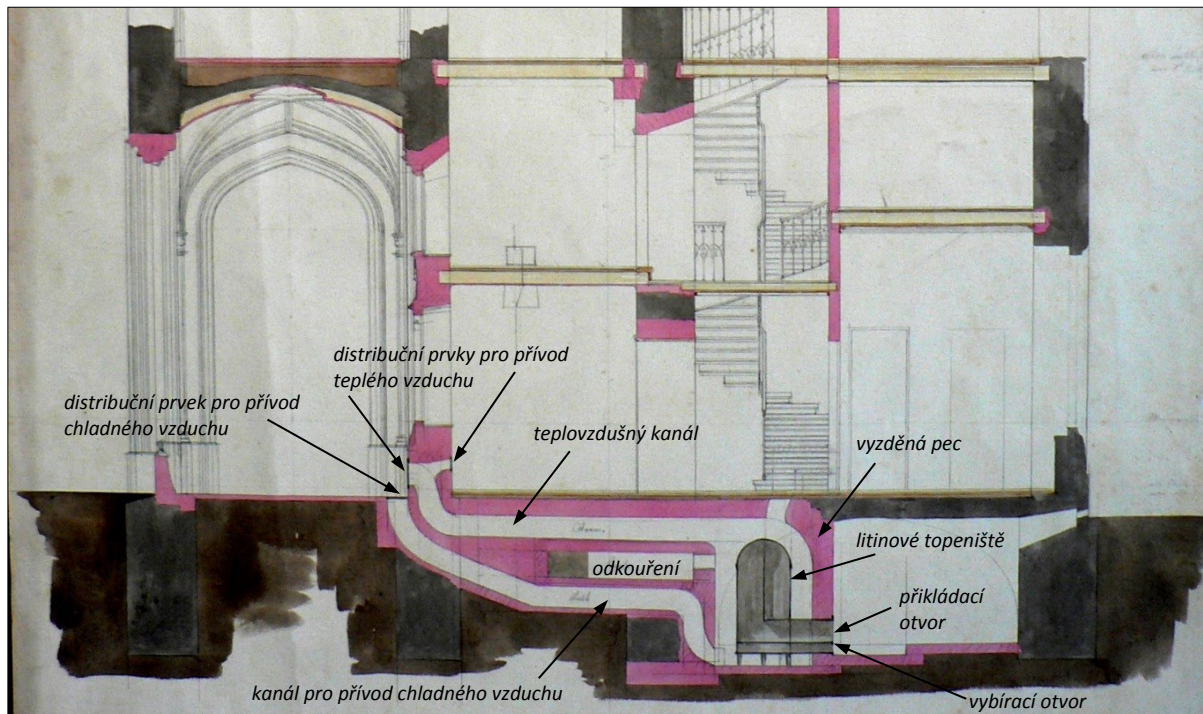 distribuční prvky pro přívod
teplého vzduchu
distribuční prvek pro přívod
chladného vzduchu
teplovzdušný kanál
vyzděná pec
litinové topeniště
odkouření
přikládací
otvor
kanál pro přívod chladného vzduchu
vybírací otvor